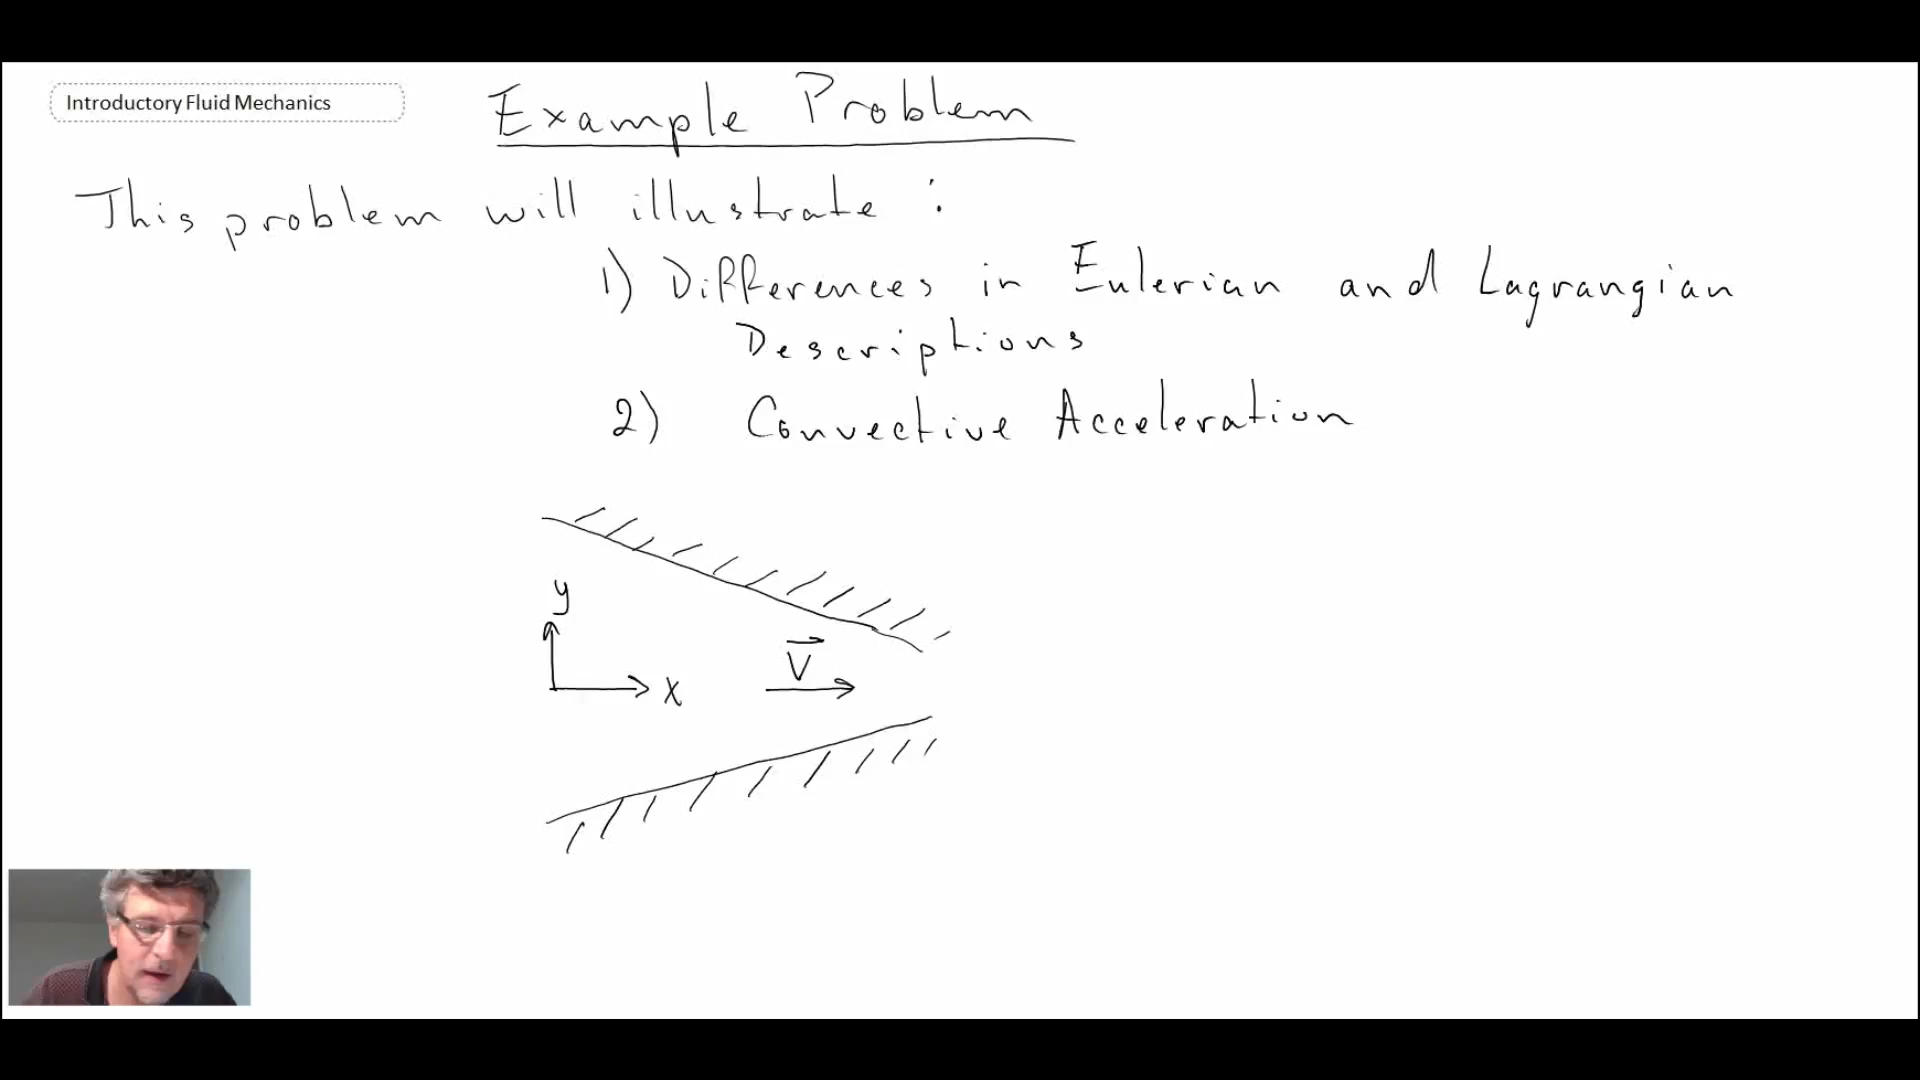 Introductory Fluid Mechanics
Example Problem
This problem will illustrate :
1) Differences in Eulerian and Lagrangian
Descriptions
2) Convective Acceleration
y
V
x